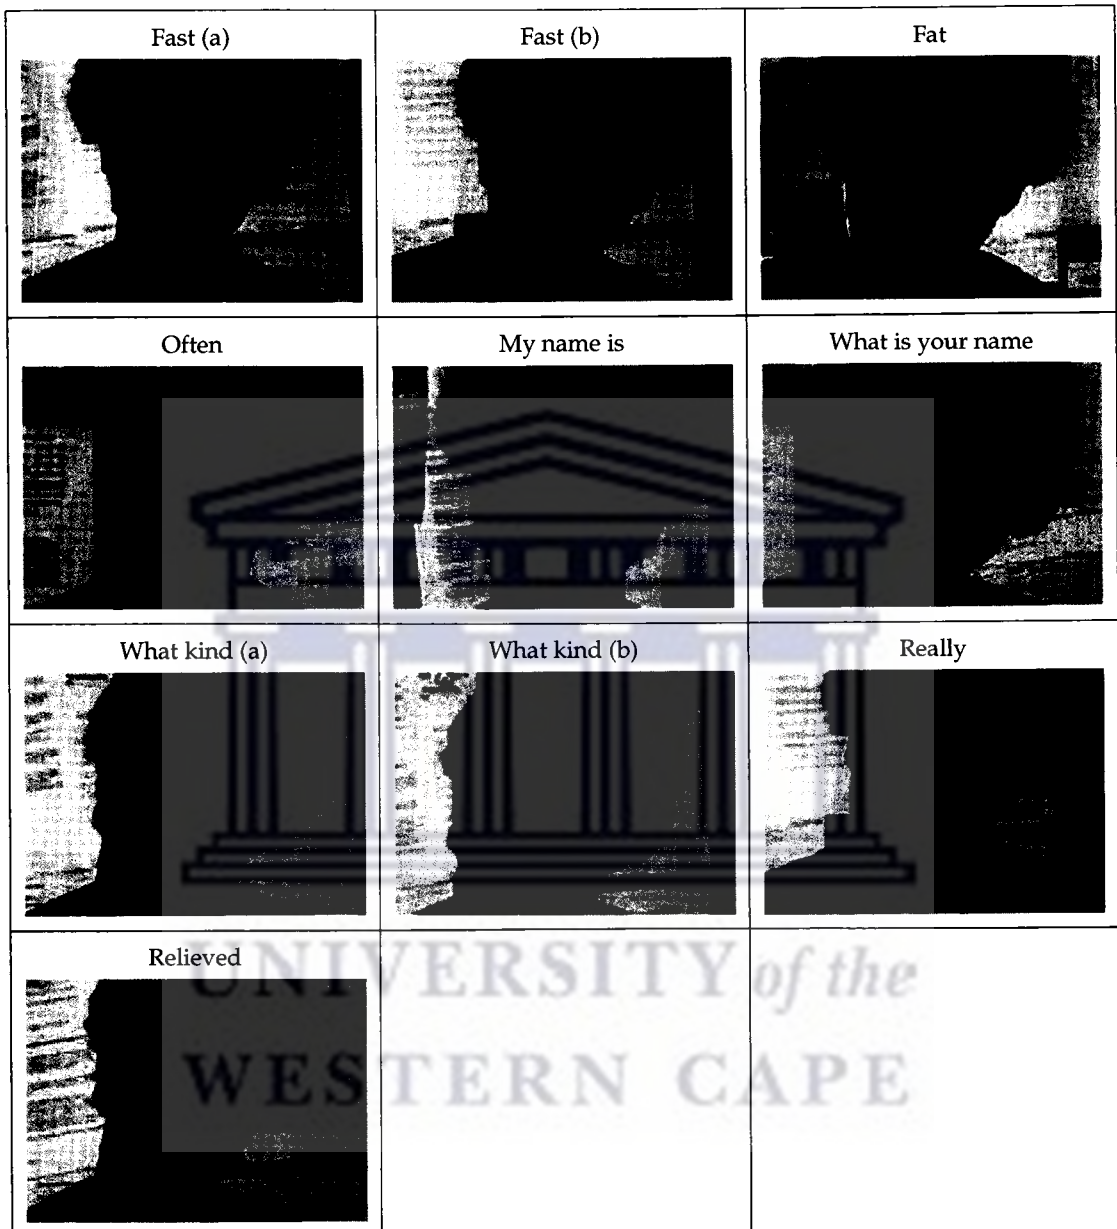 Fast (a)
Fast (b)
Fat
Often
My name is
What is your name
What kind (a)
What kind (b)
Really
Relieved
UNIVERSITY of the
WESTERN CAPE